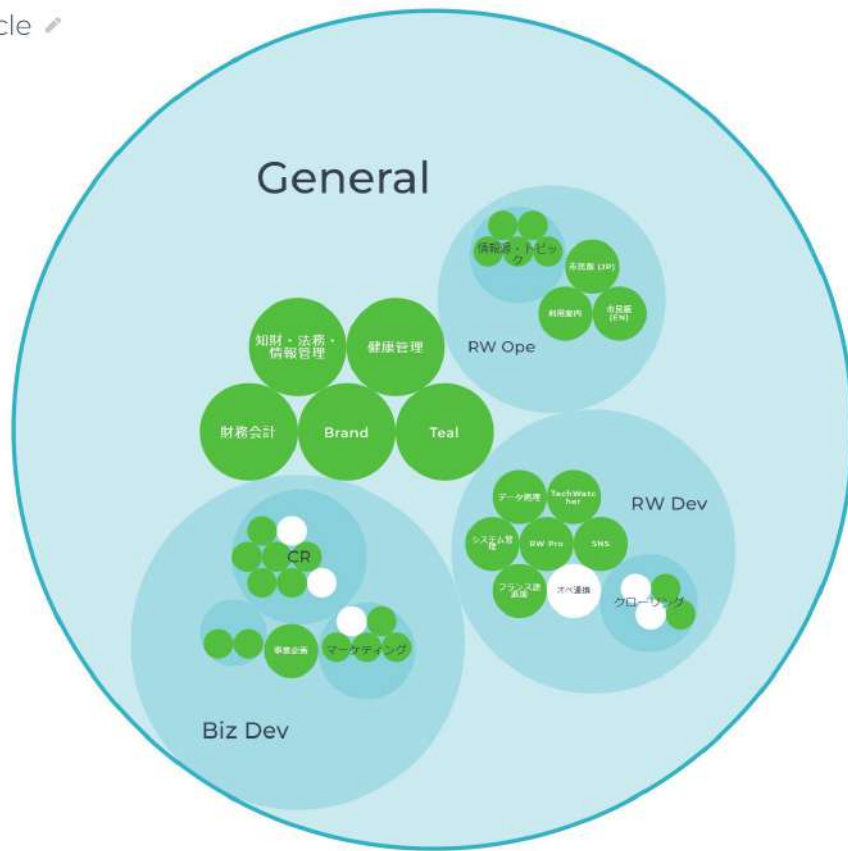 cle
General
情報源・トピッ
ク
市民版 (JP)
利用案内
市民版
(EN)
RW Ope
知財・法務・
情報管理
健康管理
財務会計
Brand
Teal
データ処理
TechWatc
her
RW Dev
システム管
理
RW Pro
SNS
フランス語
オペ連携
クローリング
CR
事業企画
マーケティング
Biz Dev